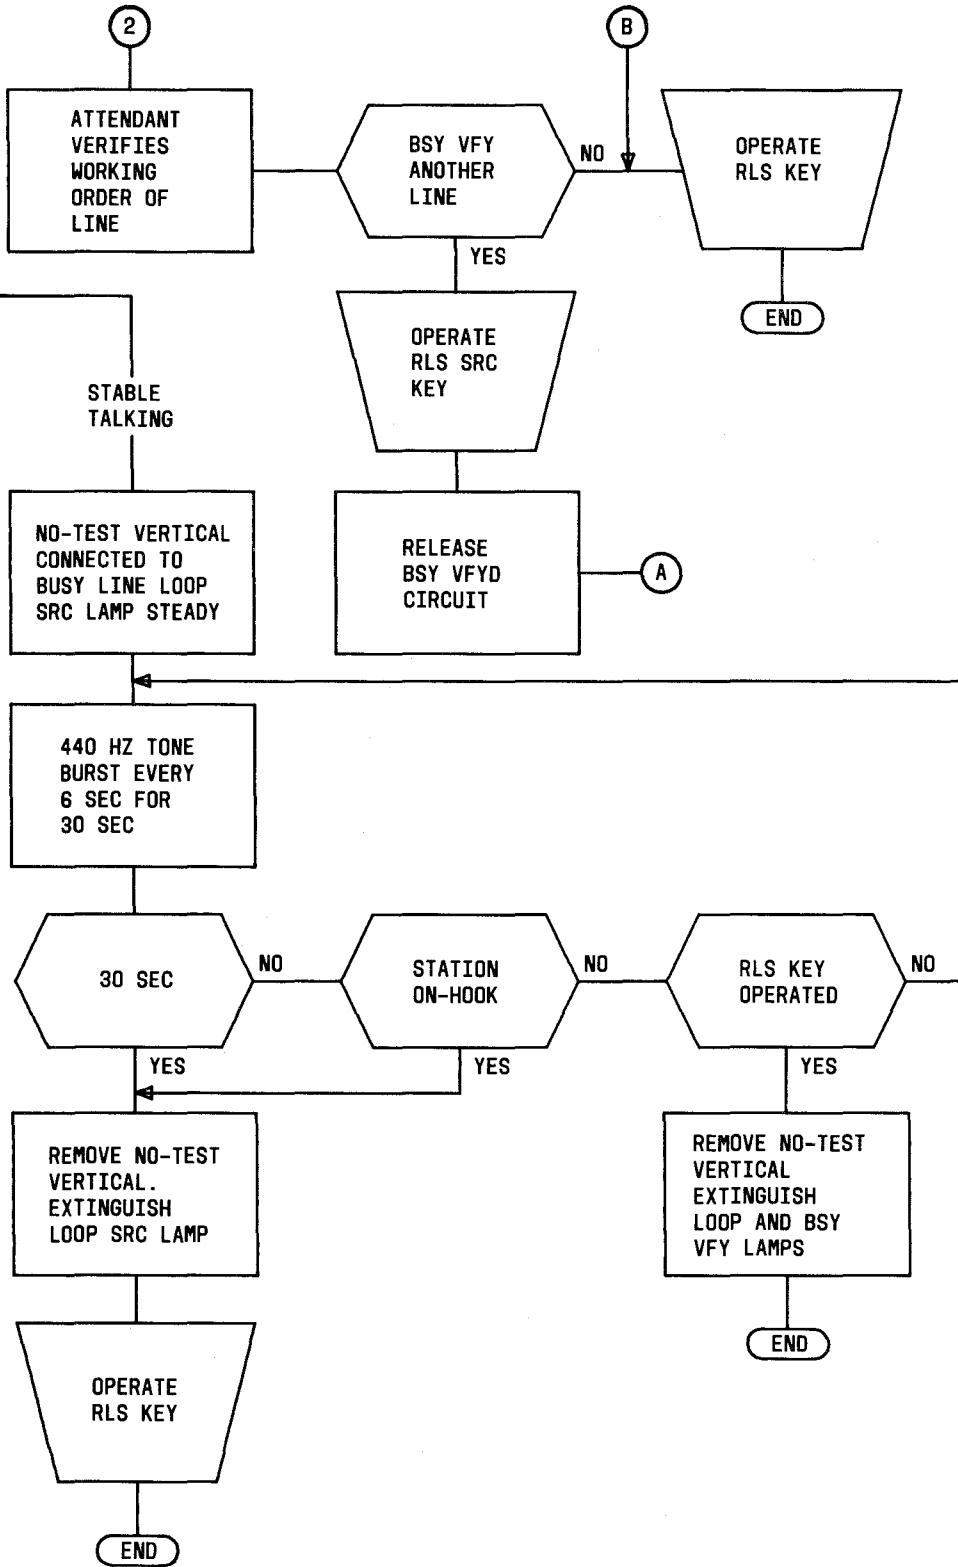 2
B
ATTENDANT
VERIFIES
WORKING
ORDER OF
LINE
BSY VFY
ANOTHER
LINE
NO
OPERATE
RLS KEY
YES
END
OPERATE
RLS SRC
KEY
STABLE
TALKING
NO-TEST VERTICAL
CONNECTED TO
BUSY LINE LOOP
SRC LAMP STEADY
RELEASE
BSY VFYD
CIRCUIT
A
440 HZ TONE
BURST EVERY
6 SEC FOR
30 SEC
30 SEC
NO
STATION
ON-HOOK
NO
RLS KEY
OPERATED
NO
YES
YES
YES
REMOVE NO-TEST
VERTICAL.
EXTINGUISH
LOOP SRC LAMP
REMOVE NO-TEST
VERTICAL
EXTINGUISH
LOOP AND BSY
VFY LAMPS
END
OPERATE
RLS KEY
END